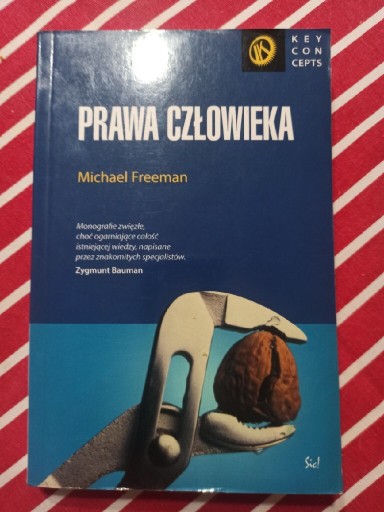 KEY
CON
CEPTS
PRAWA CZŁOWIEKA
Michael Freeman
Monografie zwięzłe,
choć ogarniające całość
istniejącej wiedzy, napisane
przez znakomitych specjalistów.
Zygmunt Bauman
Sic!